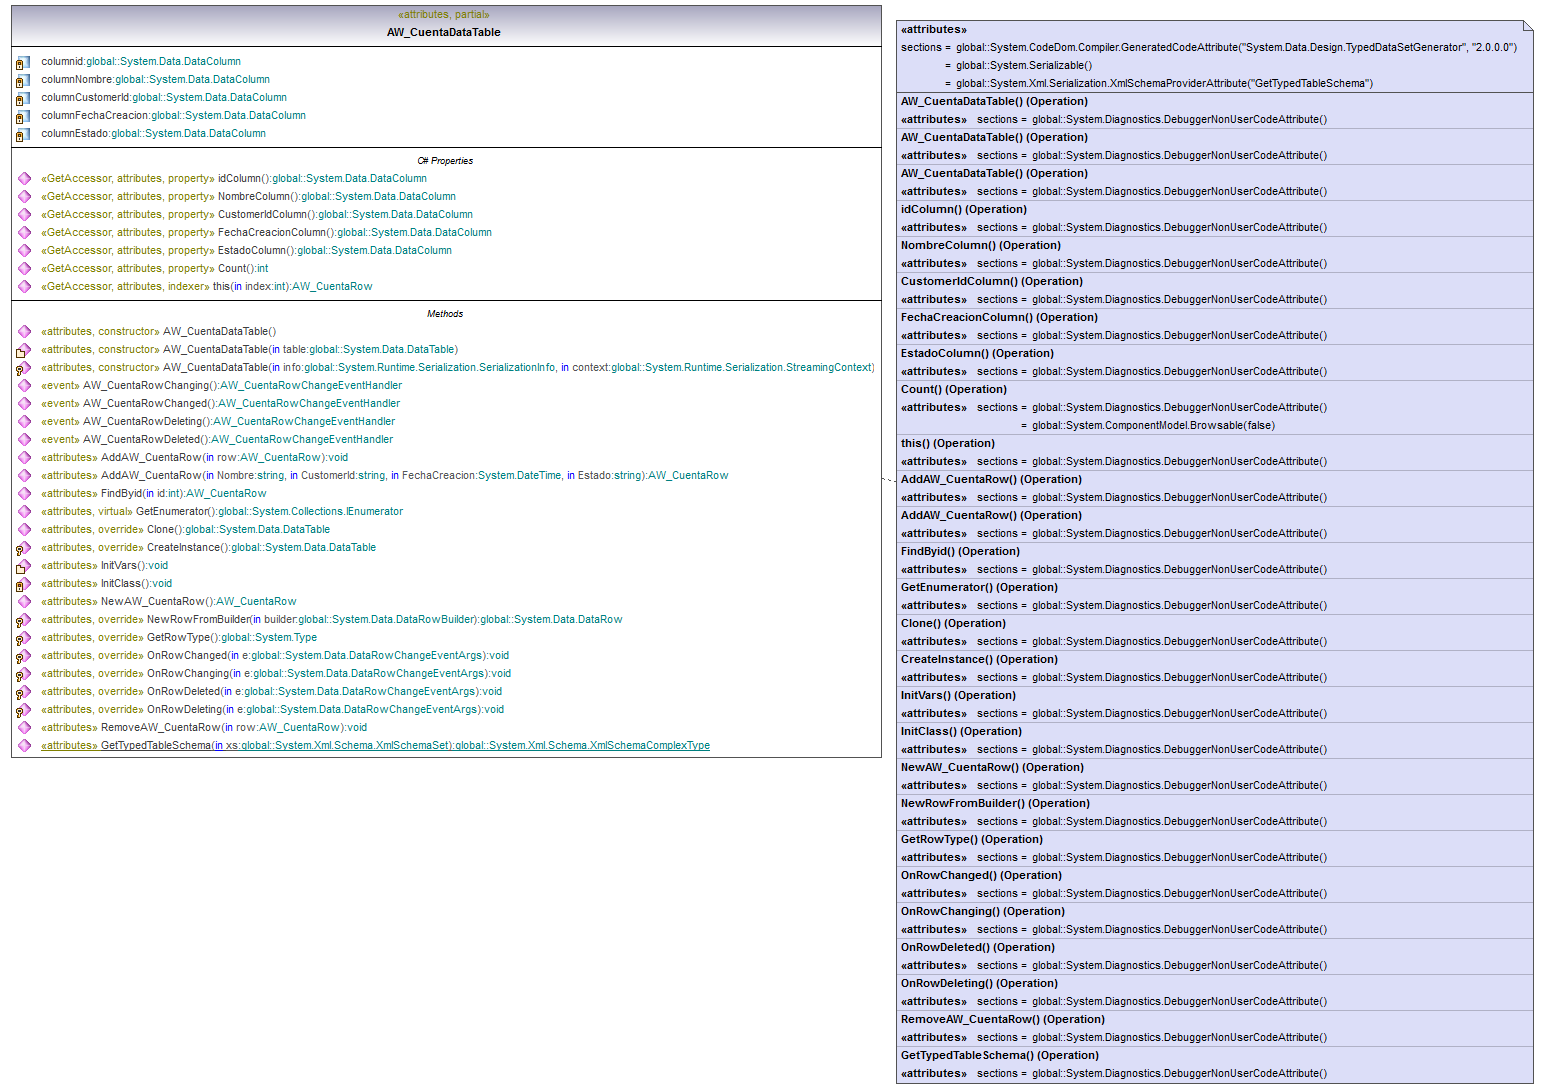 «attributes, partial»
AW_CuentaDataTable
columnid:global::System.Data.DataColumn
columnNombre:global::System.Data.DataColumn
columnCustomerId:global::System.Data.DataColumn
columnFechaCreacion:global::System.Data.DataColumn
columnEstado:global::System.Data.DataColumn
C# Properties
«GetAccessor, attributes, property» idColumn():global::System.Data.DataColumn
«GetAccessor, attributes, property» NombreColumn():global::System.Data.DataColumn
«GetAccessor, attributes, property» CustomerIdColumn():global::System.Data.DataColumn
«GetAccessor, attributes, property» FechaCreacionColumn():global::System.Data.DataColumn
«GetAccessor, attributes, property» EstadoColumn():global::System.Data.DataColumn
«GetAccessor, attributes, property» Count():int
«GetAccessor, attributes, indexer» this(in index:int):AW_CuentaRow
Methods
«attributes, constructor» AW_CuentaDataTable()
«attributes, constructor» AW_CuentaDataTable(in table:global::System.Data.DataTable)
«attributes, constructor» AW_CuentaDataTable(in info:global::System.Runtime.Serialization.SerializationInfo, in context:global::System.Runtime.Serialization.StreamingContext)
«event» AW_CuentaRowChanging():AW_CuentaRowChangeEventHandler
«event» AW_CuentaRowChanged():AW_CuentaRowChangeEventHandler
«event» AW_CuentaRowDeleting():AW_CuentaRowChangeEventHandler
«event» AW_CuentaRowDeleted():AW_CuentaRowChangeEventHandler
«attributes» AddAW_CuentaRow(in row:AW_CuentaRow):void
«attributes» AddAW_CuentaRow(in Nombre:string, in CustomerId:string, in FechaCreacion:System.DateTime, in Estado:string):AW_CuentaRow
«attributes» FindByid(in id:int):AW_CuentaRow
«attributes, virtual» GetEnumerator():global::System.Collections.IEnumerator
«attributes, override» Clone():global::System.Data.DataTable
«attributes, override» CreateInstance():global::System.Data.DataTable
«attributes» InitVars():void
«attributes» InitClass():void
«attributes» NewAW_CuentaRow():AW_CuentaRow
«attributes, override» NewRowFromBuilder(in builder:global::System.Data.DataRowBuilder):global::System.Data.DataRow
«attributes, override» GetRowType():global::System.Type
«attributes, override» OnRowChanged(in e:global::System.Data.DataRowChangeEventArgs):void
«attributes, override» OnRowChanging(in e:global::System.Data.DataRowChangeEventArgs):void
«attributes, override» OnRowDeleted(in e:global::System.Data.DataRowChangeEventArgs):void
«attributes, override» OnRowDeleting(in e:global::System.Data.DataRowChangeEventArgs):void
«attributes» RemoveAW_CuentaRow(in row:AW_CuentaRow):void
«attributes» GetTypedTableSchema(in xs:global::System.Xml.Schema.XmlSchemaSet):global::System.Xml.Schema.XmlSchemaComplexType
«attributes»
sections = global::System.CodeDom.Compiler.GeneratedCodeAttribute("System.Data.Design.TypedDataSetGenerator", "2.0.0.0")
= global::System.Serializable()
= global::System.Xml.Serialization.XmlSchemaProviderAttribute("GetTypedTableSchema")
AW_CuentaDataTable() (Operation)
«attributes» sections = global::System.Diagnostics.DebuggerNonUserCodeAttribute()
AW_CuentaDataTable() (Operation)
«attributes» sections = global::System.Diagnostics.DebuggerNonUserCodeAttribute()
AW_CuentaDataTable() (Operation)
«attributes» sections = global::System.Diagnostics.DebuggerNonUserCodeAttribute()
idColumn() (Operation)
«attributes» sections = global::System.Diagnostics.DebuggerNonUserCodeAttribute()
NombreColumn() (Operation)
«attributes» sections = global::System.Diagnostics.DebuggerNonUserCodeAttribute()
CustomerIdColumn() (Operation)
«attributes» sections = global::System.Diagnostics.DebuggerNonUserCodeAttribute()
FechaCreacionColumn() (Operation)
«attributes» sections = global::System.Diagnostics.DebuggerNonUserCodeAttribute()
EstadoColumn() (Operation)
«attributes» sections = global::System.Diagnostics.DebuggerNonUserCodeAttribute()
Count() (Operation)
«attributes» sections = global::System.Diagnostics.DebuggerNonUserCodeAttribute()
= global::System.ComponentModel.Browsable(false)
this() (Operation)
«attributes» sections = global::System.Diagnostics.DebuggerNonUserCodeAttribute()
AddAW_CuentaRow() (Operation)
«attributes» sections = global::System.Diagnostics.DebuggerNonUserCodeAttribute()
AddAW_CuentaRow() (Operation)
«attributes» sections = global::System.Diagnostics.DebuggerNonUserCodeAttribute()
FindByid() (Operation)
«attributes» sections = global::System.Diagnostics.DebuggerNonUserCodeAttribute()
GetEnumerator() (Operation)
«attributes» sections = global::System.Diagnostics.DebuggerNonUserCodeAttribute()
Clone() (Operation)
«attributes» sections = global::System.Diagnostics.DebuggerNonUserCodeAttribute()
CreateInstance() (Operation)
«attributes» sections = global::System.Diagnostics.DebuggerNonUserCodeAttribute()
InitVars() (Operation)
«attributes» sections = global::System.Diagnostics.DebuggerNonUserCodeAttribute()
InitClass() (Operation)
«attributes» sections = global::System.Diagnostics.DebuggerNonUserCodeAttribute()
NewAW_CuentaRow() (Operation)
«attributes» sections = global::System.Diagnostics.DebuggerNonUserCodeAttribute()
NewRowFromBuilder() (Operation)
«attributes» sections = global::System.Diagnostics.DebuggerNonUserCodeAttribute()
GetRowType() (Operation)
«attributes» sections = global::System.Diagnostics.DebuggerNonUserCodeAttribute()
OnRowChanged() (Operation)
«attributes» sections = global::System.Diagnostics.DebuggerNonUserCodeAttribute()
OnRowChanging() (Operation)
«attributes» sections = global::System.Diagnostics.DebuggerNonUserCodeAttribute()
OnRowDeleted() (Operation)
«attributes» sections = global::System.Diagnostics.DebuggerNonUserCodeAttribute()
OnRowDeleting() (Operation)
«attributes» sections = global::System.Diagnostics.DebuggerNonUserCodeAttribute()
RemoveAW_CuentaRow() (Operation)
«attributes» sections = global::System.Diagnostics.DebuggerNonUserCodeAttribute()
GetTypedTableSchema() (Operation)
«attributes» sections = global::System.Diagnostics.DebuggerNonUserCodeAttribute()